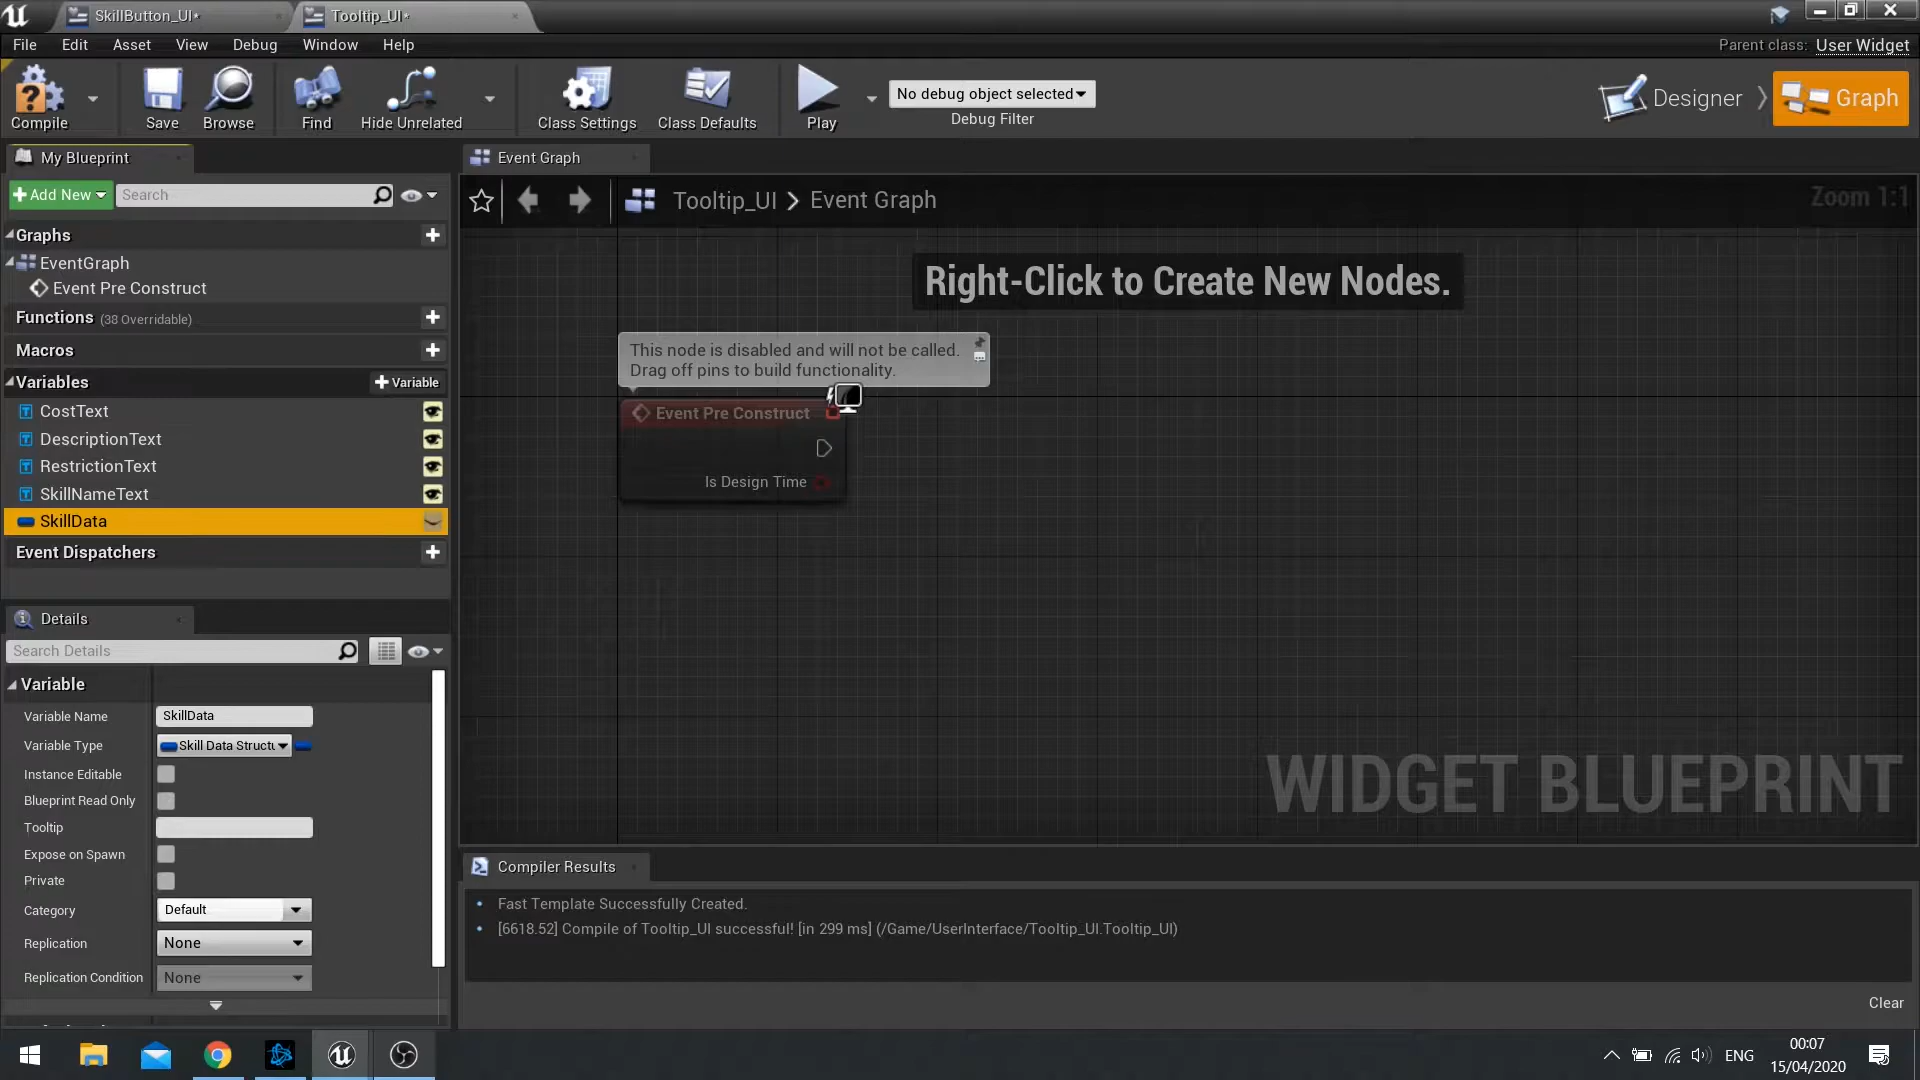 SkillButton_UI*
Tooltip_UI*
File Edit Asset View Debug Window Help
Parent class: User Widget
Compile
Save
Browse
Find
Hide Unrelated
Class Settings
Class Defaults
Play
No debug object selected
Debug Filter
Designer
Graph
My Blueprint
Event Graph
Add New
Search
Tooltip_UI
Event Graph
Zoom 1:1
Graphs
EventGraph
Event Pre Construct
Functions (38 Overridable)
Macros
Variables
Variable
CostText
DescriptionText
RestrictionText
SkillNameText
SkillData
Event Dispatchers
Right-Click to Create New Nodes.
This node is disabled and will not be called.
Drag off pins to build functionality.
Event Pre Construct
Is Design Time
WIDGET BLUEPRINT
Details
Search Details
Variable
Variable Name SkillData
Variable Type Skill Data Struct
Instance Editable
Blueprint Read Only
Tooltip
Expose on Spawn
Private
Category Default
Replication None
Replication Condition None
Compiler Results
Fast Template Successfully Created.
[6618.52] Compile of Tooltip_UI successful! [in 299 ms] (/Game/UserInterface/Tooltip_UI.Tooltip_UI)
Clear
ENG
00:07
15/04/2020